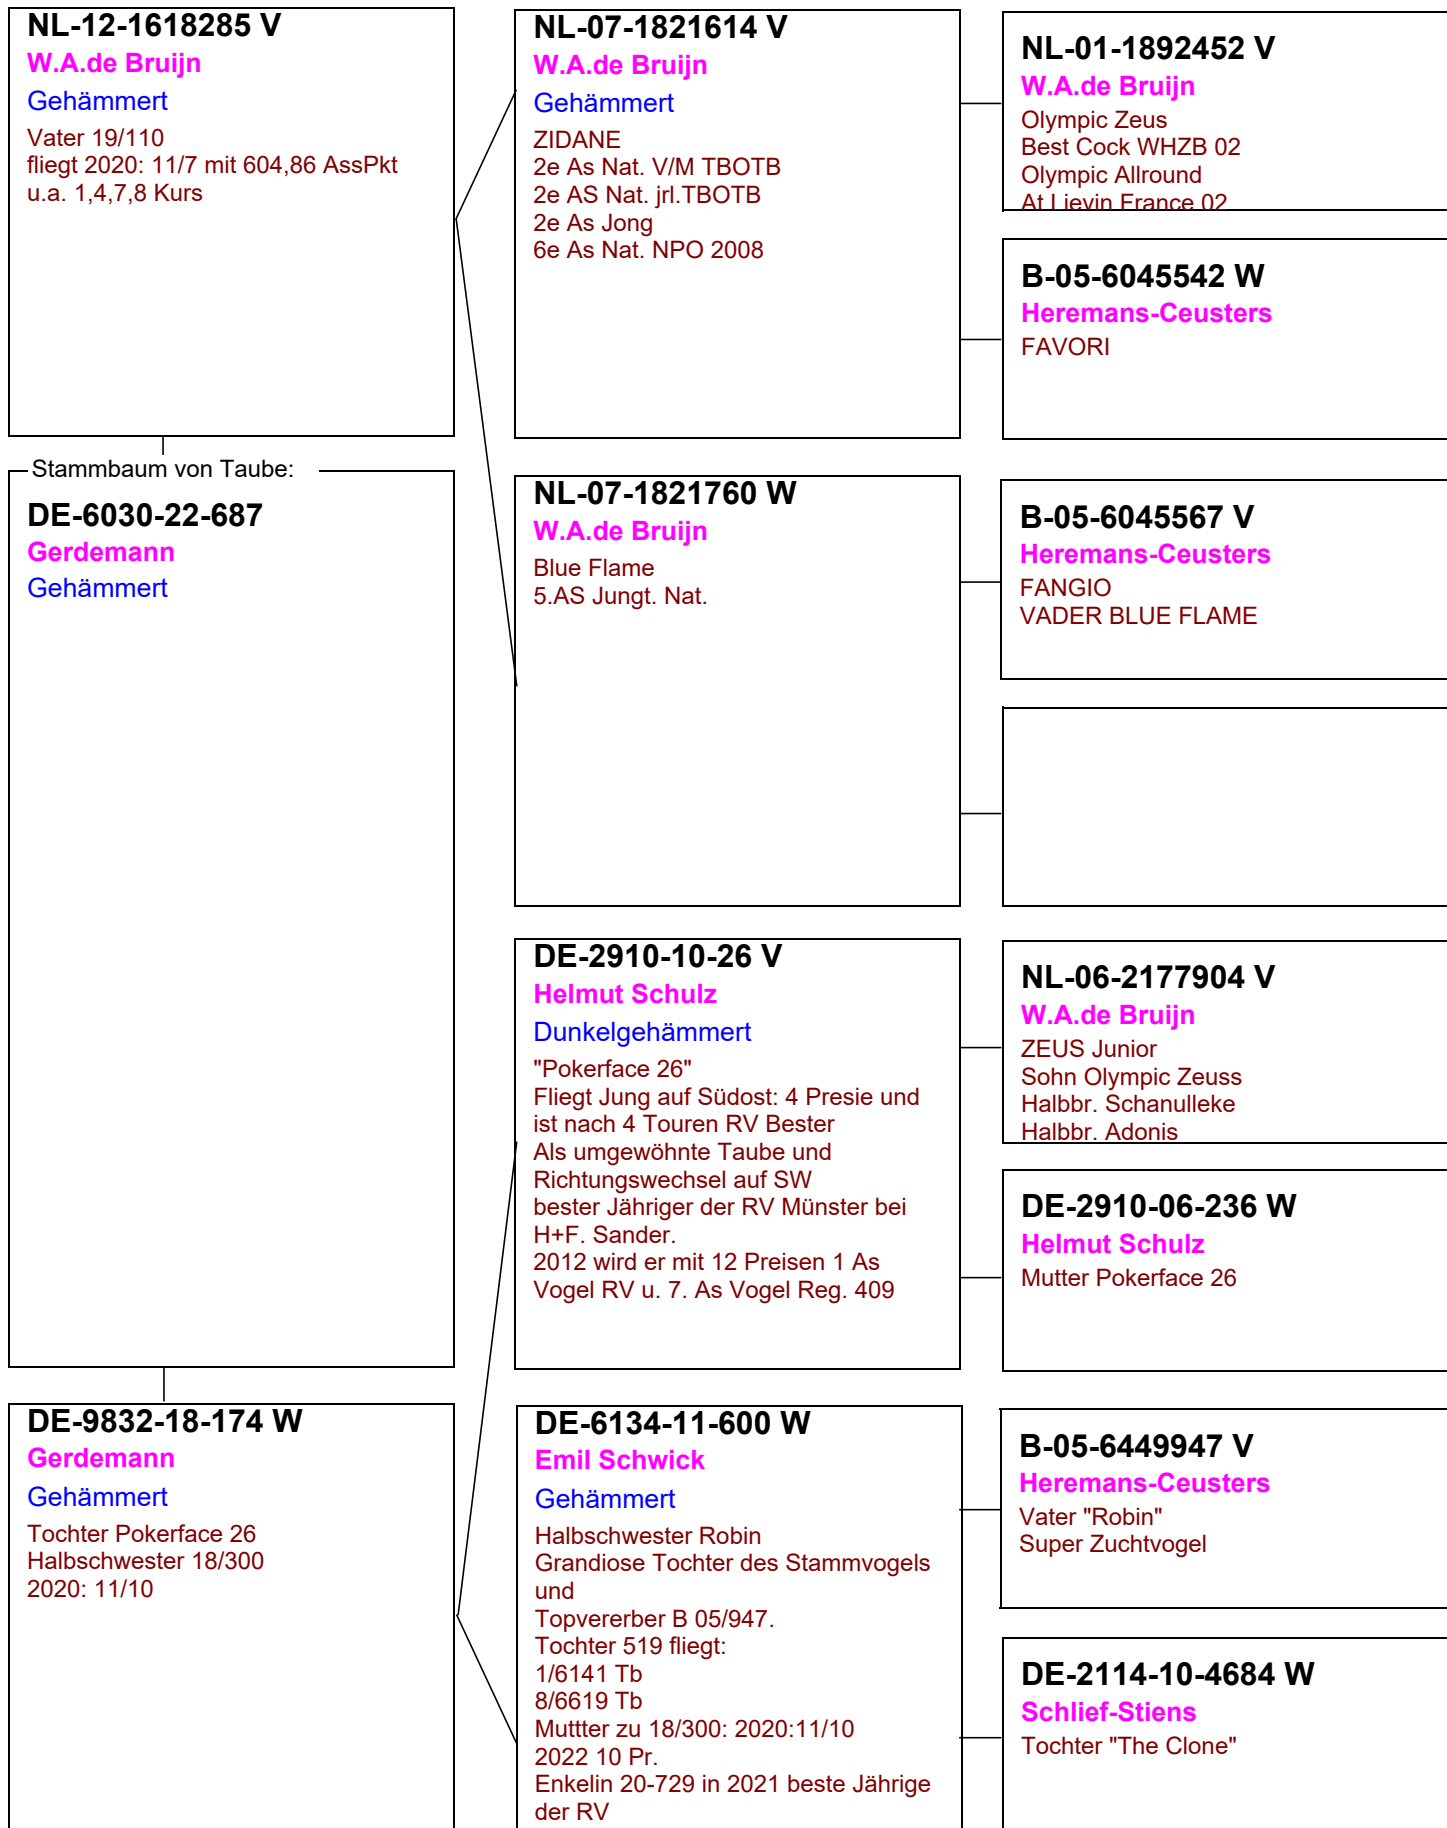 NL-12-1618285 V
W.A.de Bruijn
Gehämmert
Vater 19/110
fliegt 2020: 11/7 mit 604,86 AssPkt
u.a. 1,4,7,8 Kurs
Stammbaum von Taube:
DE-6030-22-687
Gerdemann
Gehämmert
DE-9832-18-174 W
Gerdemann
Gehämmert
Tochter Pokerface 26
Halbschwester 18/300
2020: 11/10
NL-07-1821614 V
W.A.de Bruijn
Gehämmert
ZIDANE
2e As Nat. V/M TBOTB
2e AS Nat. jrl.TBOTB
2e As Jong
6e As Nat. NPO 2008
NL-07-1821760 W
W.A.de Bruijn
Blue Flame
5.AS Jungt. Nat.
DE-2910-10-26 V
Helmut Schulz
Dunkelgehämmert
"Pokerface 26"
Fliegt Jung auf Südost: 4 Presie und
ist nach 4 Touren RV Bester
Als umgewöhnte Taube und
Richtungswechsel auf SW
bester Jähriger der RV Münster bei
H+F. Sander.
2012 wird er mit 12 Preisen 1 As
Vogel RV u. 7. As Vogel Reg. 409
DE-6134-11-600 W
Emil Schwick
Gehämmert
Halbschwester Robin
Grandiose Tochter des Stammvogels
und
Topvererber B 05/947.
Tochter 519 fliegt:
1/6141 Tb
8/6619 Tb
Muttter zu 18/300: 2020:11/10
2022 10 Pr.
Enkelin 20-729 in 2021 beste Jährige
der RV
NL-01-1892452 V
W.A.de Bruijn
Olympic Zeus
Best Cock WHZB 02
Olympic Allround
At Lievin France 02
B-05-6045542 W
Heremans-Ceusters
FAVORI
B-05-6045567 V
Heremans-Ceusters
FANGIO
VADER BLUE FLAME
NL-06-2177904 V
W.A.de Bruijn
ZEUS Junior
Sohn Olympic Zeuss
Halbbr. Schanulleke
Halbbr. Adonis
DE-2910-06-236 W
Helmut Schulz
Mutter Pokerface 26
B-05-6449947 V
Heremans-Ceusters
Vater "Robin"
Super Zuchtvogel
DE-2114-10-4684 W
Schlief-Stiens
Tochter "The Clone"